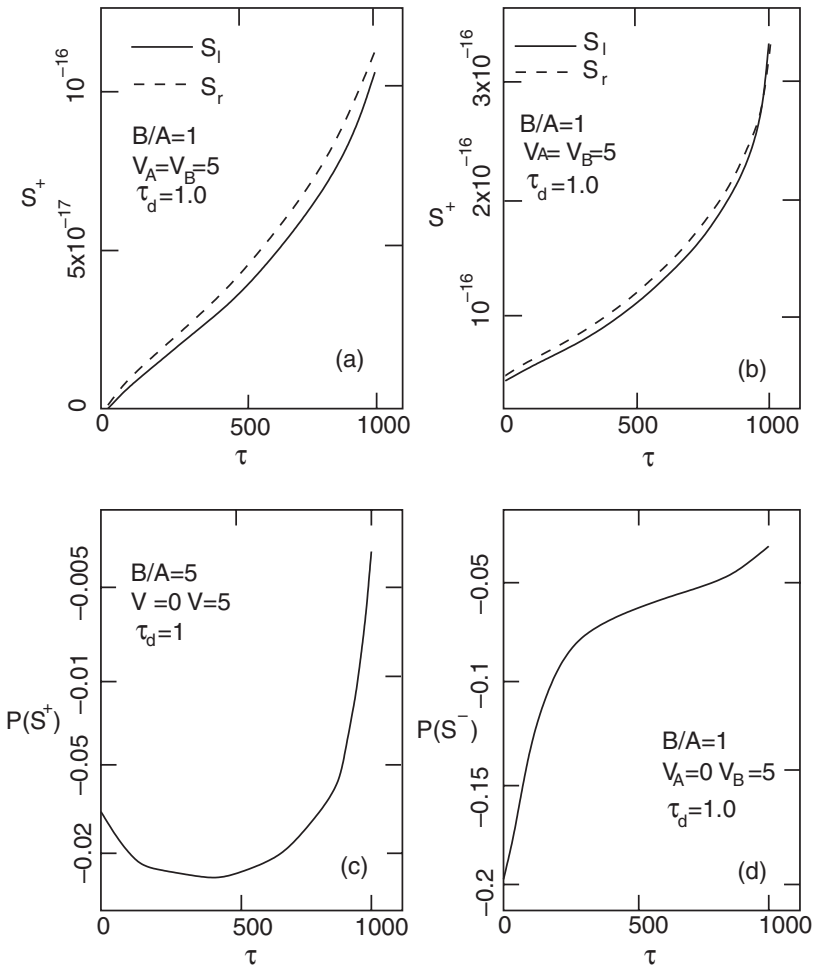 S⁺
10⁻¹⁶
5x10⁻¹⁷
0
S_l
S_r
B/A=1
V_A=V_B=5
τ_d=1.0
(a)
0
500
1000
τ
S⁺
3x10⁻¹⁶
2x10⁻¹⁶
10⁻¹⁶
S_l
S_r
B/A=1
V_A= V_B=5
τ_d=1.0
(b)
0
500
1000
τ
P(S⁺)
−0.005
−0.01
−0.05
−0.02
B/A=5
V =0 V=5
τ_d=1
(c)
0
500
1000
τ
P(S⁻)
−0.05
−0.1
−0.15
−0.2
B/A=1
V_A=0 V_B=5
τ_d=1.0
(d)
0
500
1000
τ